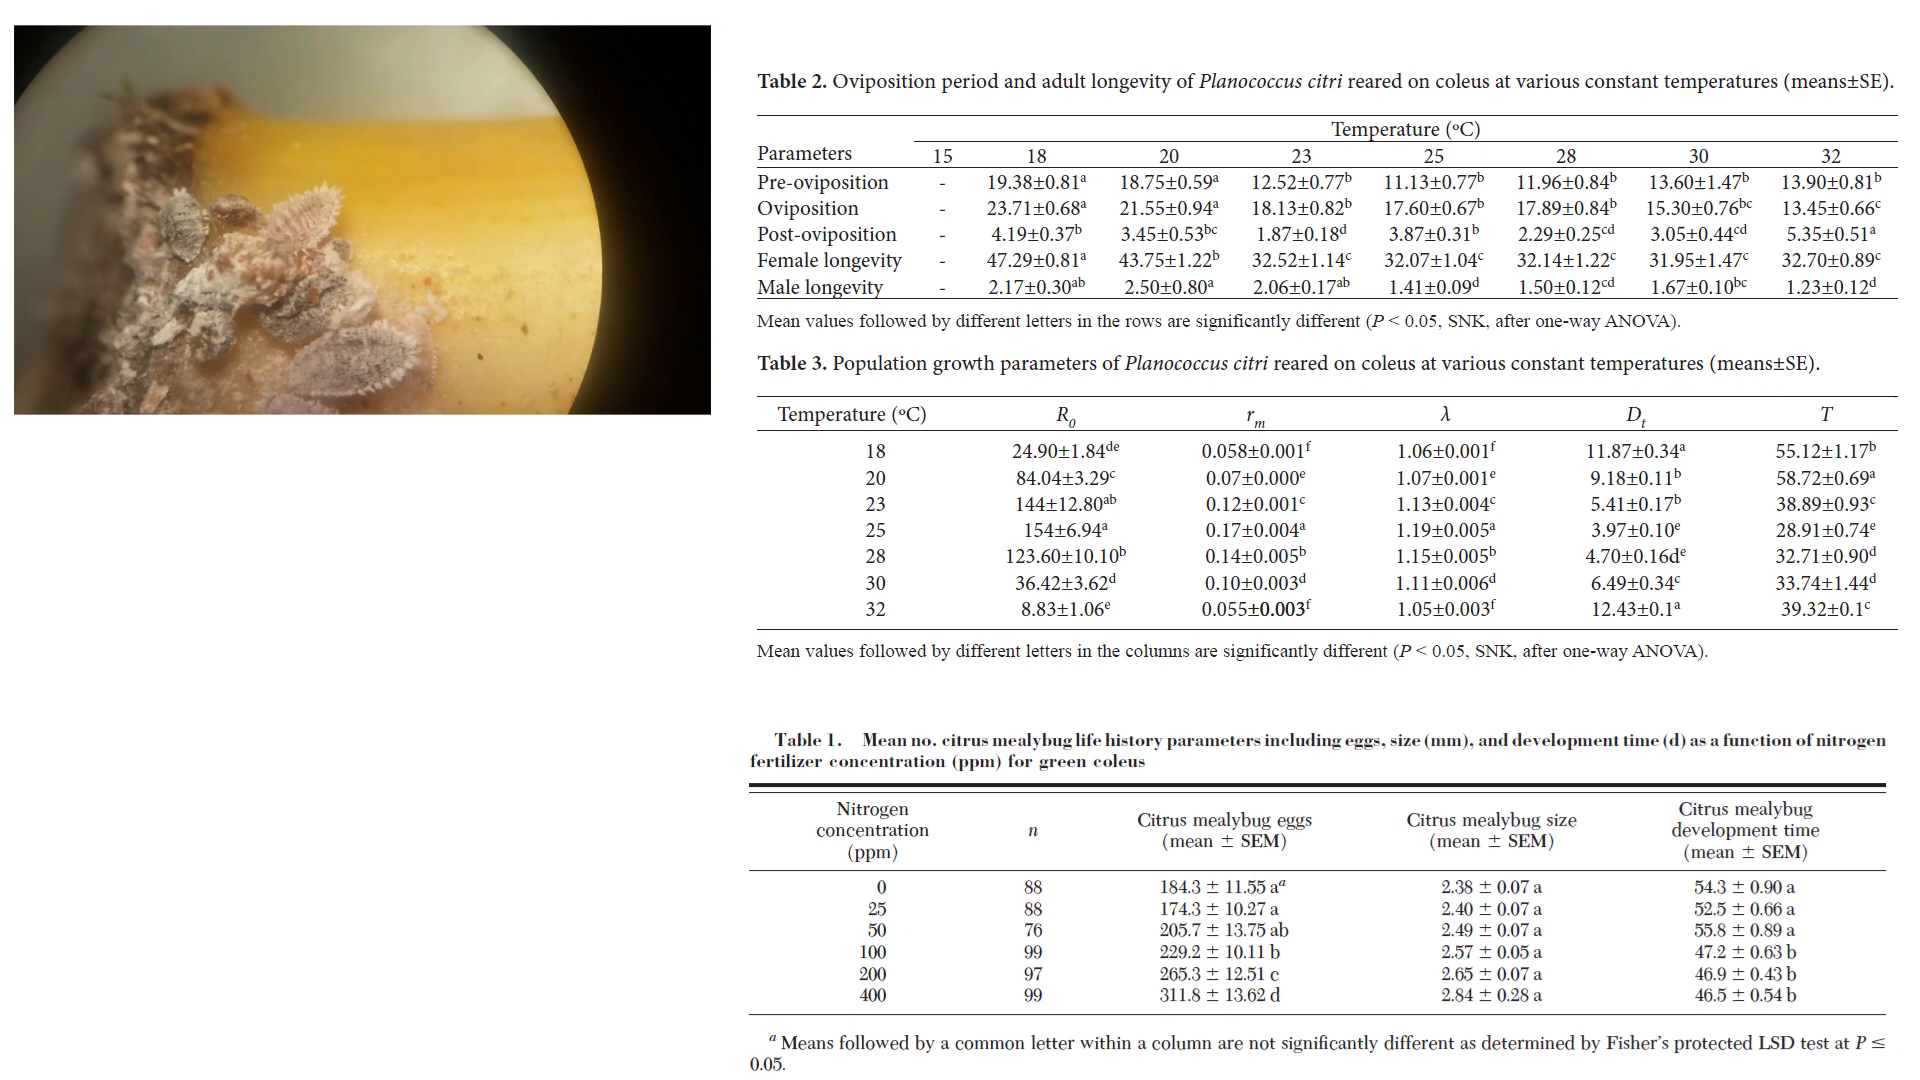 Table 2. Oviposition period and adult longevity of Planococcus citri reared on coleus at various constant temperatures (means±SE).
Temperature (ºC)
Parameters 15 18 20 23 25 28 30 32
Pre-oviposition - 19.38±0.81a 18.75±0.59a 12.52±0.77b 11.13±0.77b 11.96±0.84b 13.60±1.47b 13.90±0.81b
Oviposition - 23.71±0.68a 21.55±0.94a 18.13±0.82b 17.60±0.67b 17.89±0.84b 15.30±0.76bc 13.45±0.66c
Post-oviposition - 4.19±0.37b 3.45±0.53bc 1.87±0.18d 3.87±0.31b 2.29±0.25cd 3.05±0.44cd 5.35±0.51a
Female longevity - 47.29±0.81a 43.75±1.22b 32.52±1.14c 32.07±1.04c 32.14±1.22c 31.95±1.47c 32.70±0.89c
Male longevity - 2.17±0.30ab 2.50±0.80a 2.06±0.17ab 1.41±0.09d 1.50±0.12cd 1.67±0.10bc 1.23±0.12d
Mean values followed by different letters in the rows are significantly different (P < 0.05, SNK, after one-way ANOVA).
Table 3. Population growth parameters of Planococcus citri reared on coleus at various constant temperatures (means±SE).
Temperature (ºC) R0 rm λ Dt T
18 24.90±1.84de 0.058±0.001f 1.06±0.001f 11.87±0.34a 55.12±1.17b
20 84.04±3.29c 0.07±0.000e 1.07±0.001e 9.18±0.11b 58.72±0.69a
23 144±12.80ab 0.12±0.001c 1.13±0.004c 5.41±0.17b 38.89±0.93c
25 154±6.94a 0.17±0.004a 1.19±0.005a 3.97±0.10e 28.91±0.74e
28 123.60±10.10b 0.14±0.005b 1.15±0.005b 4.70±0.16de 32.71±0.90d
30 36.42±3.62d 0.10±0.003d 1.11±0.006d 6.49±0.34c 33.74±1.44d
32 8.83±1.06e 0.055±0.003f 1.05±0.003f 12.43±0.1a 39.32±0.1c
Mean values followed by different letters in the columns are significantly different (P < 0.05, SNK, after one-way ANOVA).
Table 1. Mean no. citrus mealybug life history parameters including eggs, size (mm), and development time (d) as a function of nitrogen
fertilizer concentration (ppm) for green coleus
Nitrogen concentration (ppm) n Citrus mealybug eggs (mean ± SEM) Citrus mealybug size (mean ± SEM) Citrus mealybug development time (mean ± SEM)
0 88 184.3 ± 11.55 aa 2.38 ± 0.07 a 54.3 ± 0.90 a
25 88 174.3 ± 10.27 a 2.40 ± 0.07 a 52.5 ± 0.66 a
50 76 205.7 ± 13.75 ab 2.49 ± 0.07 a 55.8 ± 0.89 a
100 99 229.2 ± 10.11 b 2.57 ± 0.05 a 47.2 ± 0.63 b
200 97 265.3 ± 12.51 c 2.65 ± 0.07 a 46.9 ± 0.43 b
400 99 311.8 ± 13.62 d 2.84 ± 0.28 a 46.5 ± 0.54 b
a Means followed by a common letter within a column are not significantly different as determined by Fisher's protected LSD test at P ≤
0.05.